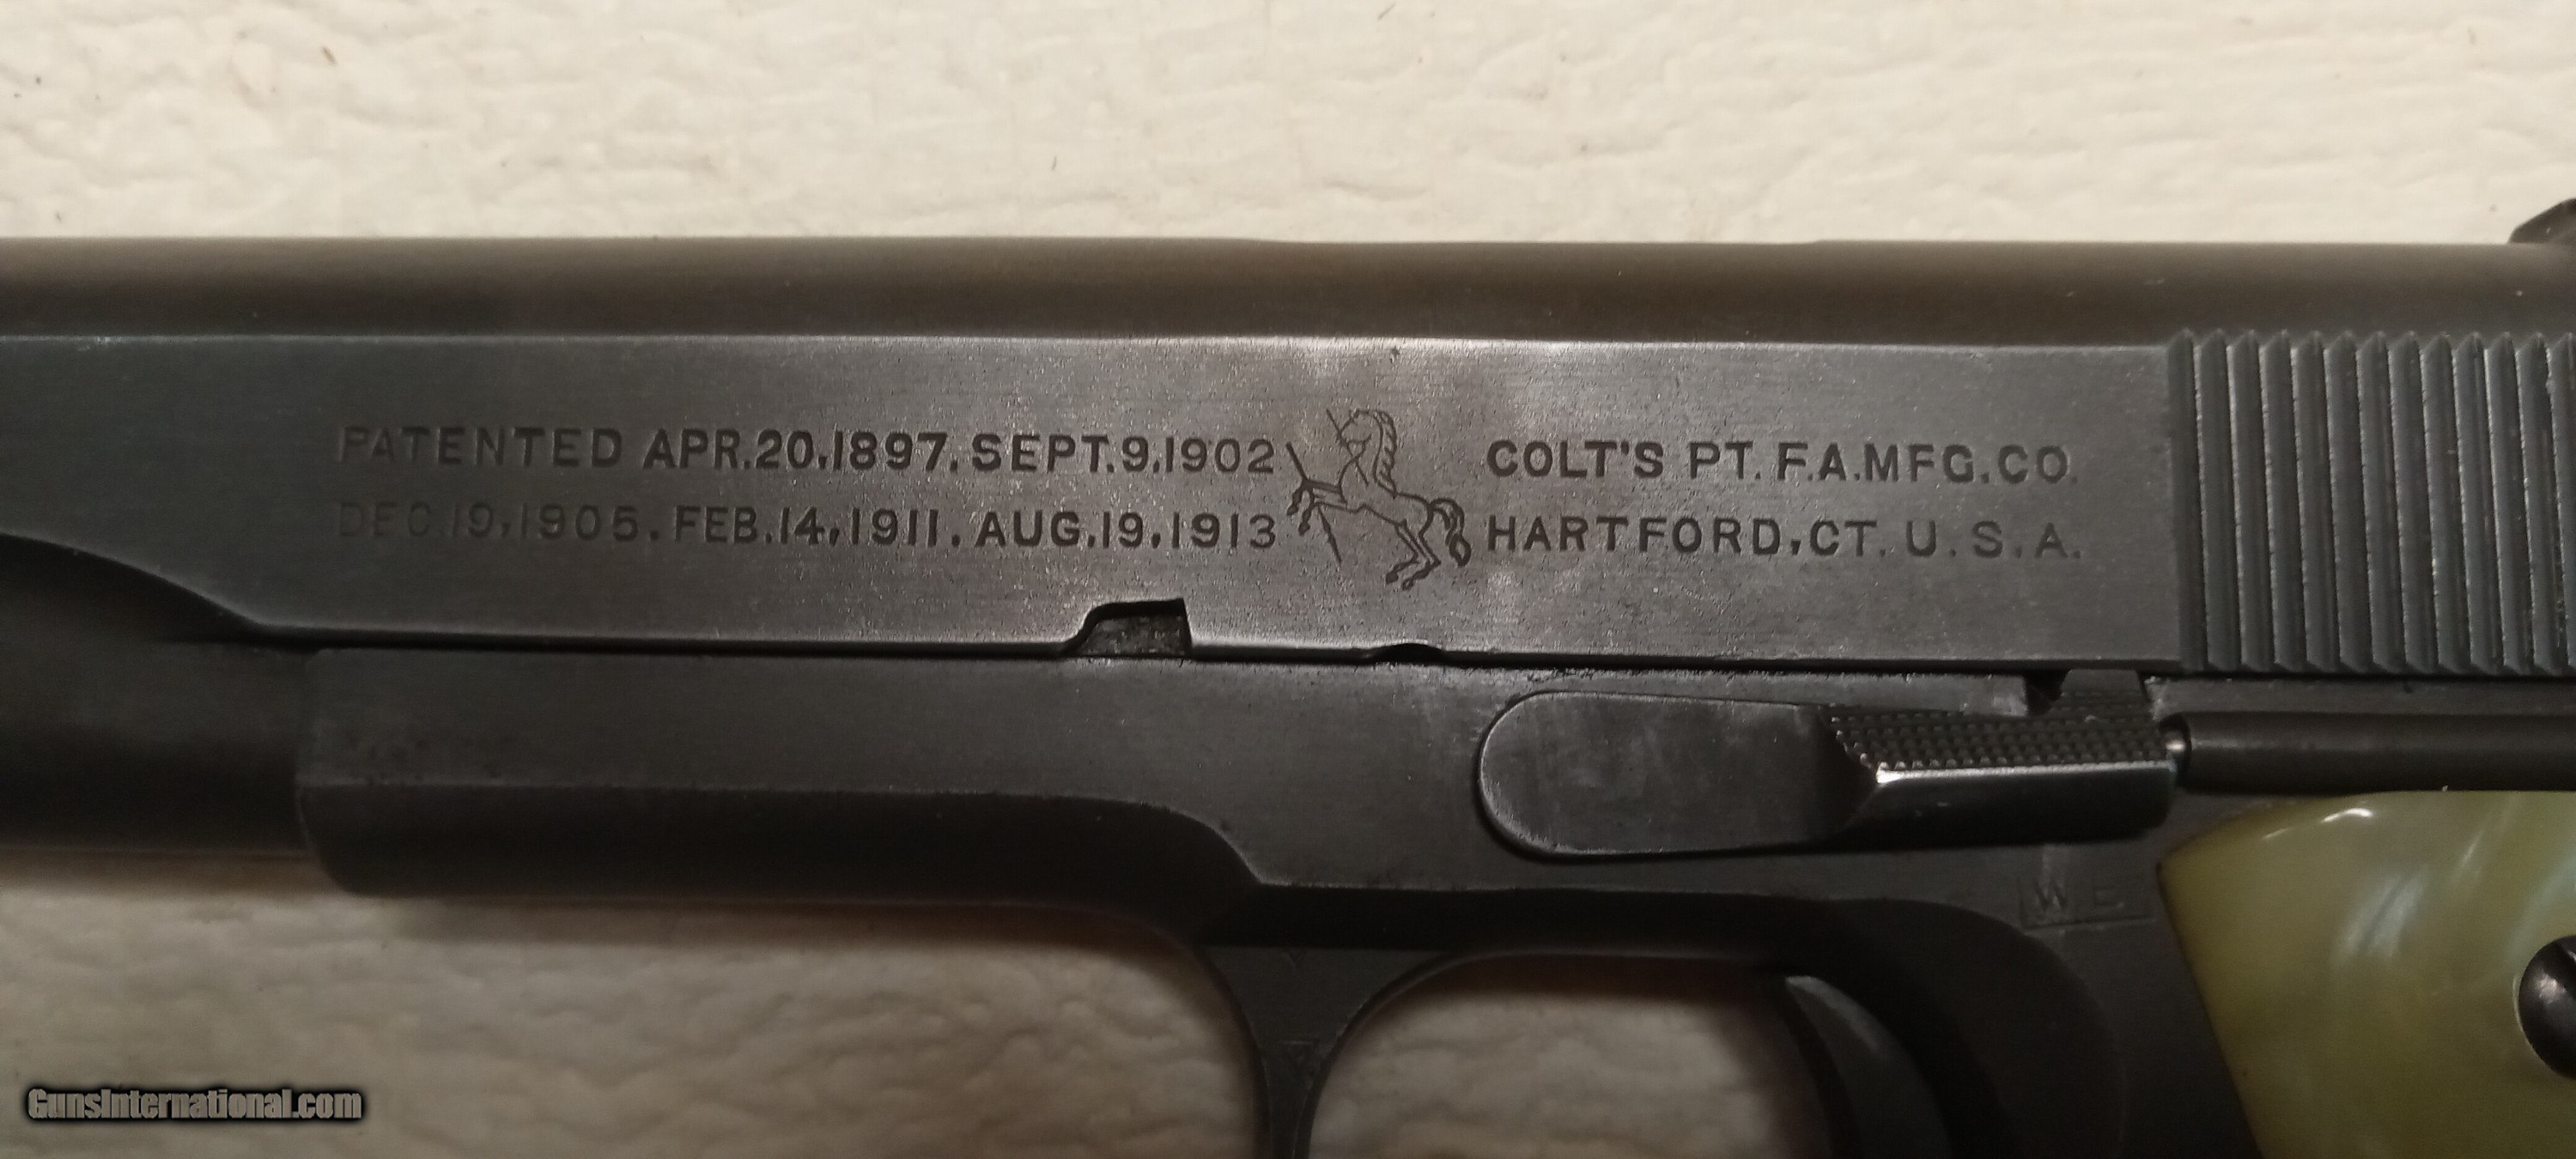 PATENTED APR.20,1897. SEPT.9,1902
DEC.19,1905. FEB.14,1911. AUG.19,1913
COLT'S PT. F.A.MFG.CO.
HARTFORD, CT. U.S.A.
GunsInternational.com